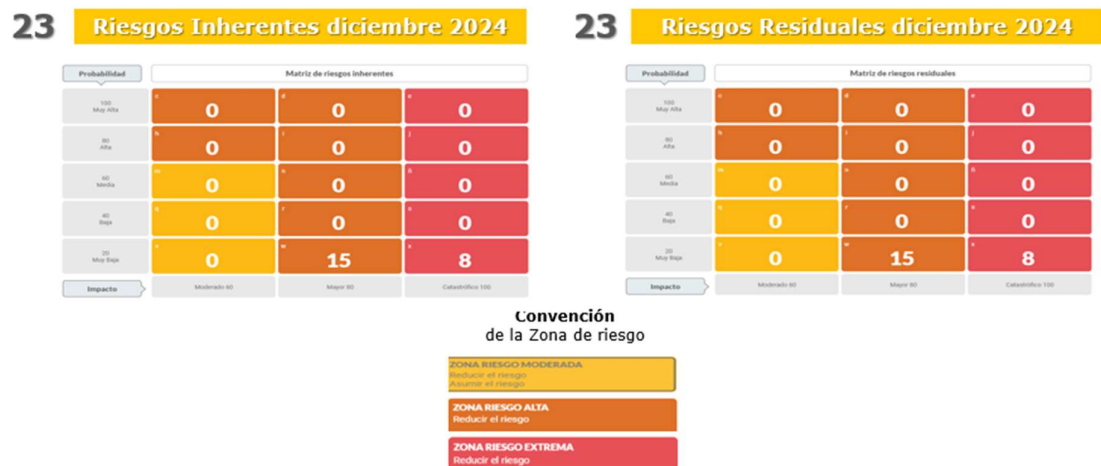 23 Riesgos Inherentes diciembre 2024
Probabilidad Matriz de riesgos inherentes
100
Muy Alta
c 0 d 0 e 0
80
Alta
h 0 i 0 j 0
60
Media
m 0 n 0 ñ 0
40
Baja
q 0 r 0 0
20
Muy Baja
v 0 w 15 x 8
Impacto Moderado 60 Mayor 80 Catastrófico 100
23 Riesgos Residuales diciembre 2024
Probabilidad Matriz de riesgos residuales
100
Muy Alta
0 d 0 e 0
80
Alta
h 0 i 0 j 0
60
Media
m 0 n 0 ñ 0
40
Baja
q 0 r 0 0
20
Muy Baja
v 0 w 15 x 8
Impacto Moderado 60 Mayor 80 Catastrófico 100
Convención
de la Zona de riesgo
ZONA RIESGO MODERADA
Reducir el riesgo
Asumir el riesgo
ZONA RIESGO ALTA
Reducir el riesgo
ZONA RIESGO EXTREMA
Reducir el riesgo